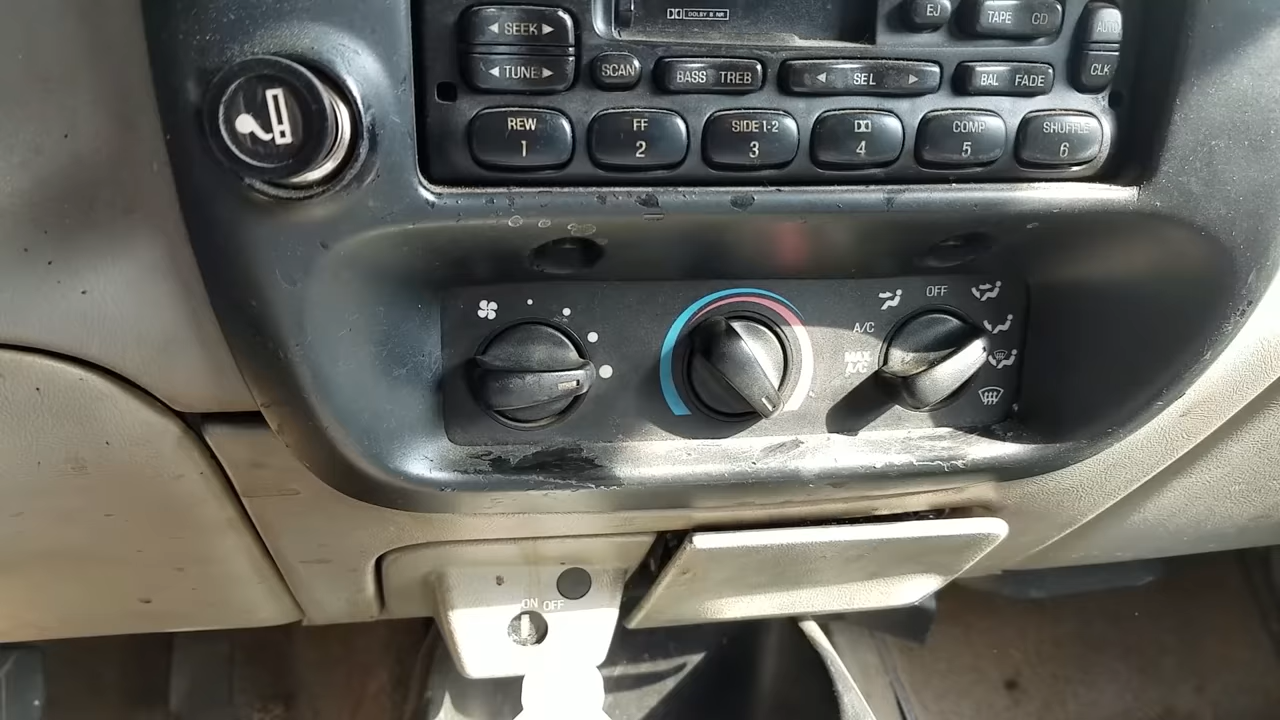 DOLBY B NR
EJ
TAPE CD
AUTO
◄ SEEK ►
◄ TUNE ►
SCAN
BASS TREB
◄ SEL ►
BAL FADE
CLK
REW
1
FF
2
SIDE 1-2
3
4
COMP
5
SHUFFLE
6
OFF
A/C
MAX
A/C
ON OFF